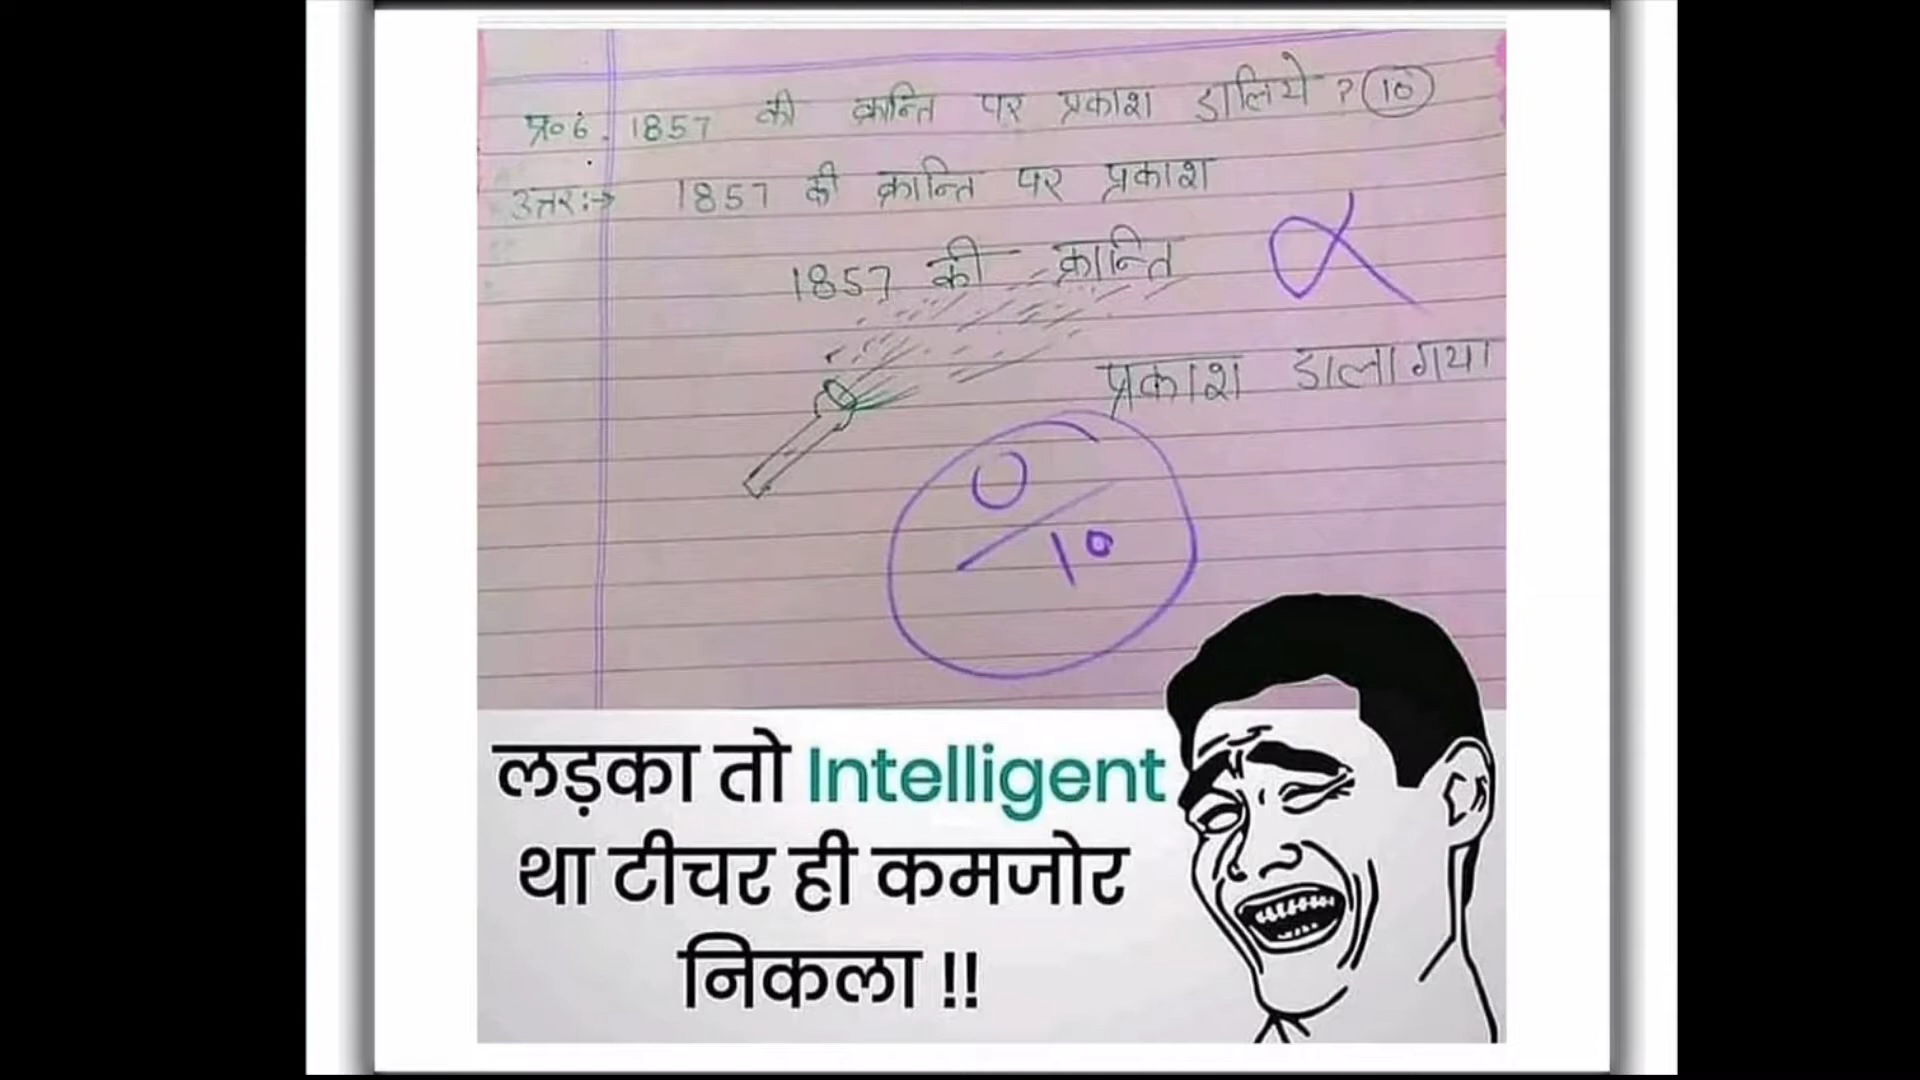 प्र०6. 1857 की क्रान्ति पर प्रकाश डालिये ? 10
उत्तर:→ 1857 की क्रान्ति पर प्रकाश
1857 की क्रान्ति
प्रकाश डाला गया
0/10
लड़का तो Intelligent
था टीचर ही कमजोर
निकला !!